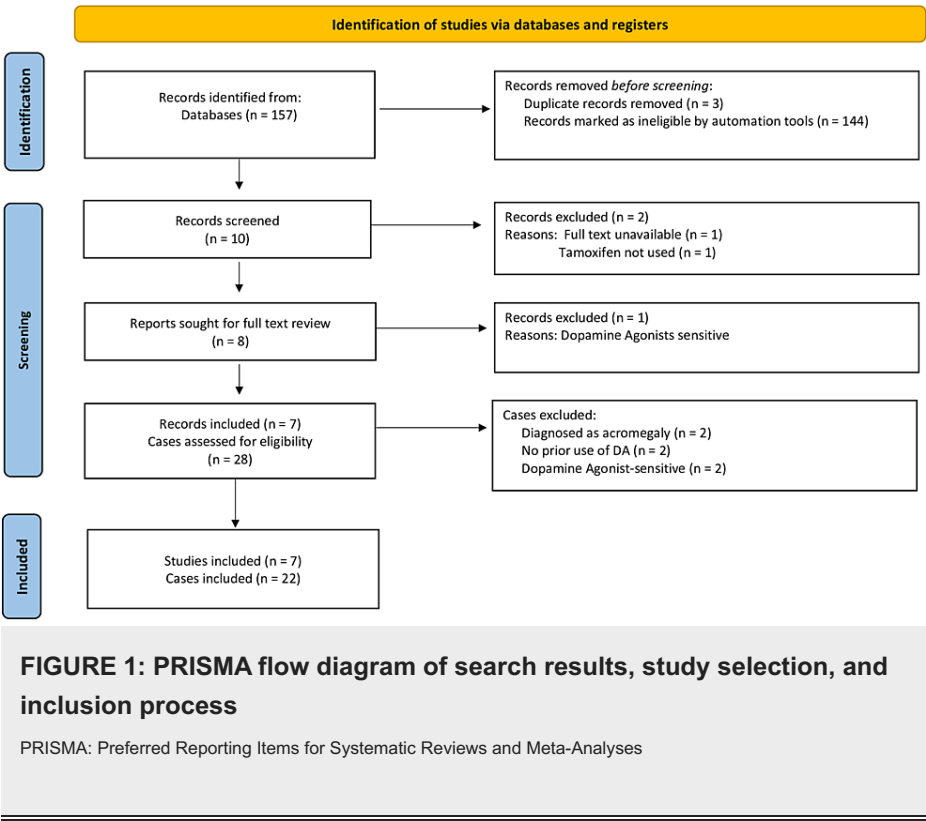 Identification of studies via databases and registers
Identification
Records identified from:
Databases (n = 157)
Records removed before screening:
Duplicate records removed (n = 3)
Records marked as ineligible by automation tools (n = 144)
Screening
Records screened
(n = 10)
Records excluded (n = 2)
Reasons: Full text unavailable (n = 1)
Tamoxifen not used (n = 1)
Reports sought for full text review
(n = 8)
Records excluded (n = 1)
Reasons: Dopamine Agonists sensitive
Records included (n = 7)
Cases assessed for eligibility
(n = 28)
Cases excluded:
Diagnosed as acromegaly (n = 2)
No prior use of DA (n = 2)
Dopamine Agonist-sensitive (n = 2)
Included
Studies included (n = 7)
Cases included (n = 22)
FIGURE 1: PRISMA flow diagram of search results, study selection, and
inclusion process
PRISMA: Preferred Reporting Items for Systematic Reviews and Meta-Analyses